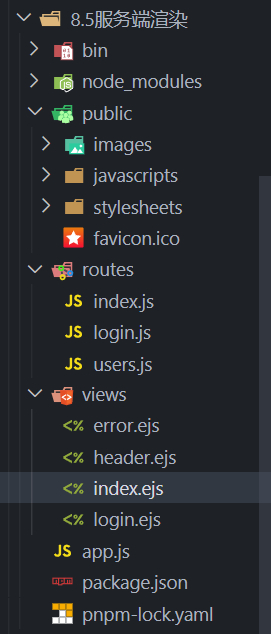 8.5服务端渲染
bin
node_modules
public
images
javascripts
stylesheets
favicon.ico
routes
JS index.js
JS login.js
JS users.js
views
<%> error.ejs
<%> header.ejs
<%> index.ejs
<%> login.ejs
JS app.js
package.json
pnpm-lock.yaml